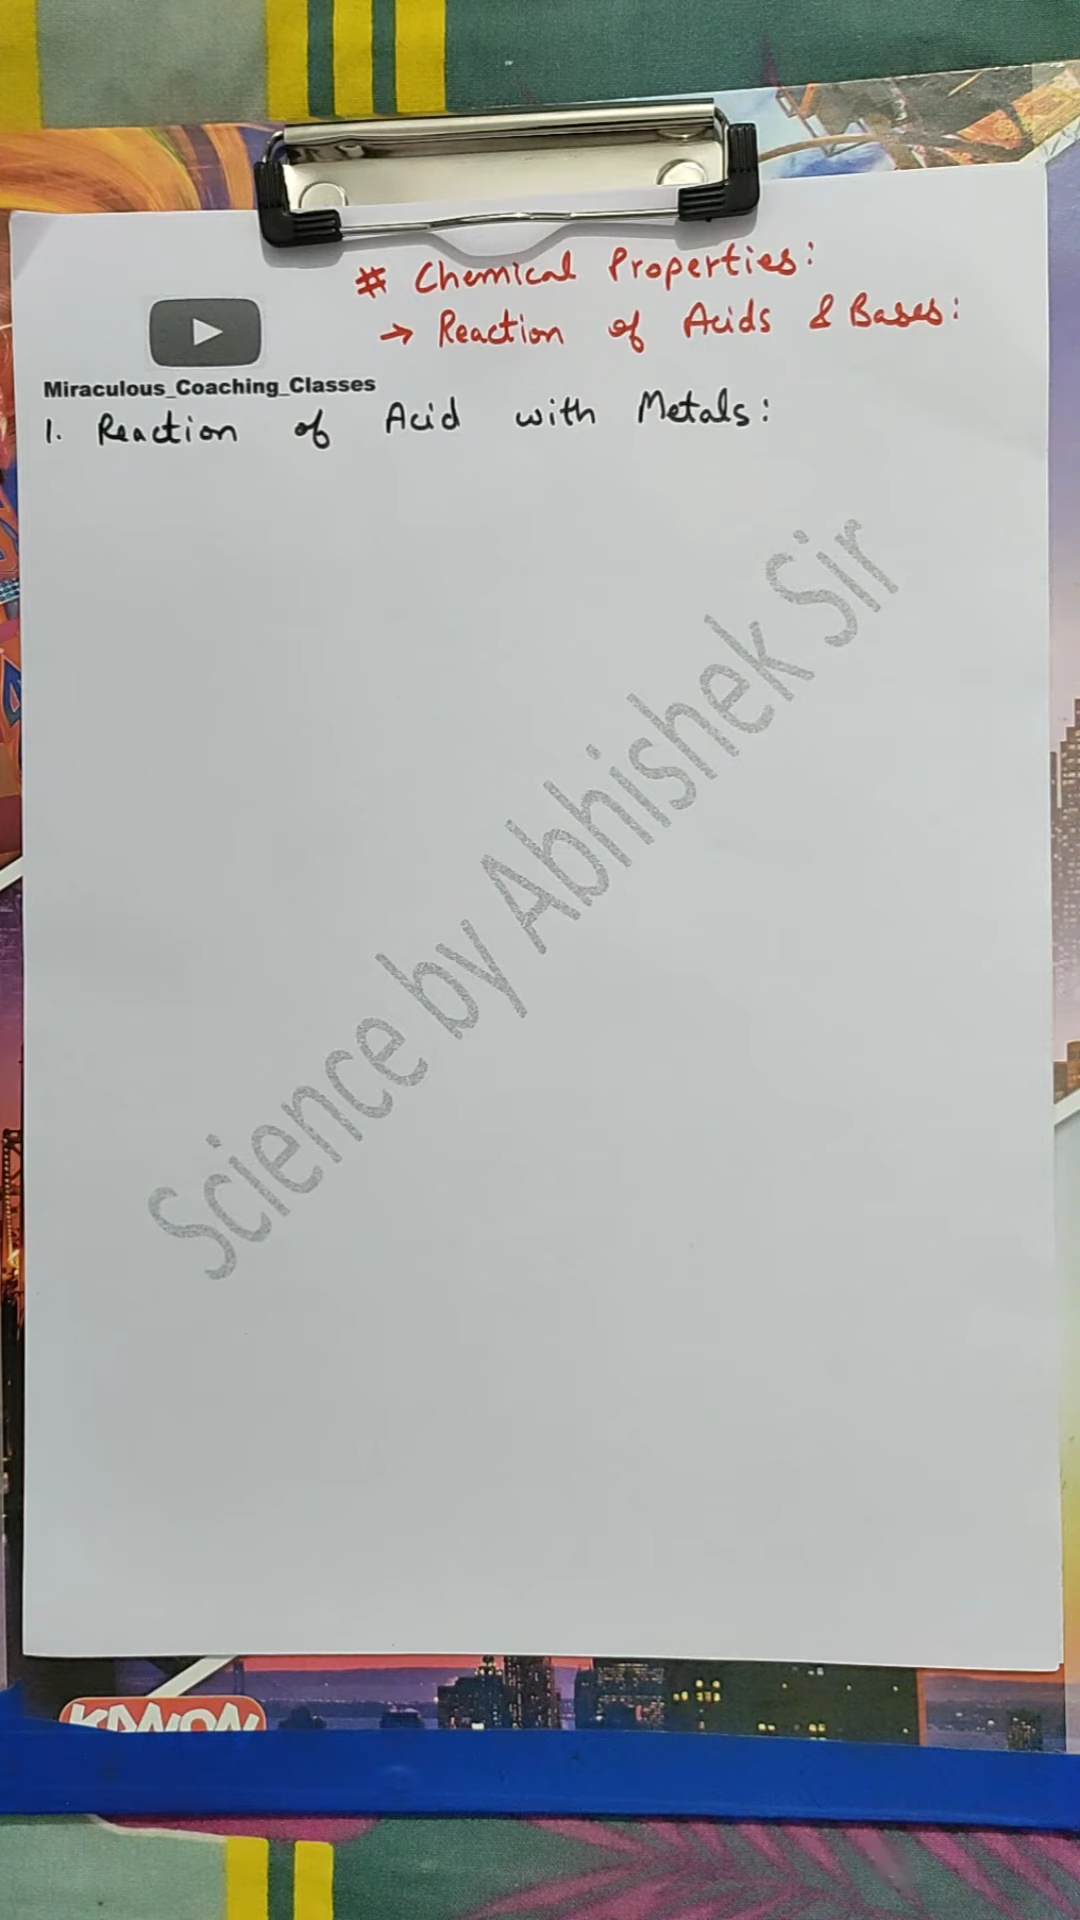 # Chemical Properties:
→ Reaction of Acids & Bases:
Miraculous_Coaching_Classes
1. Reaction of Acid with Metals:
Science by Abhishek Sir